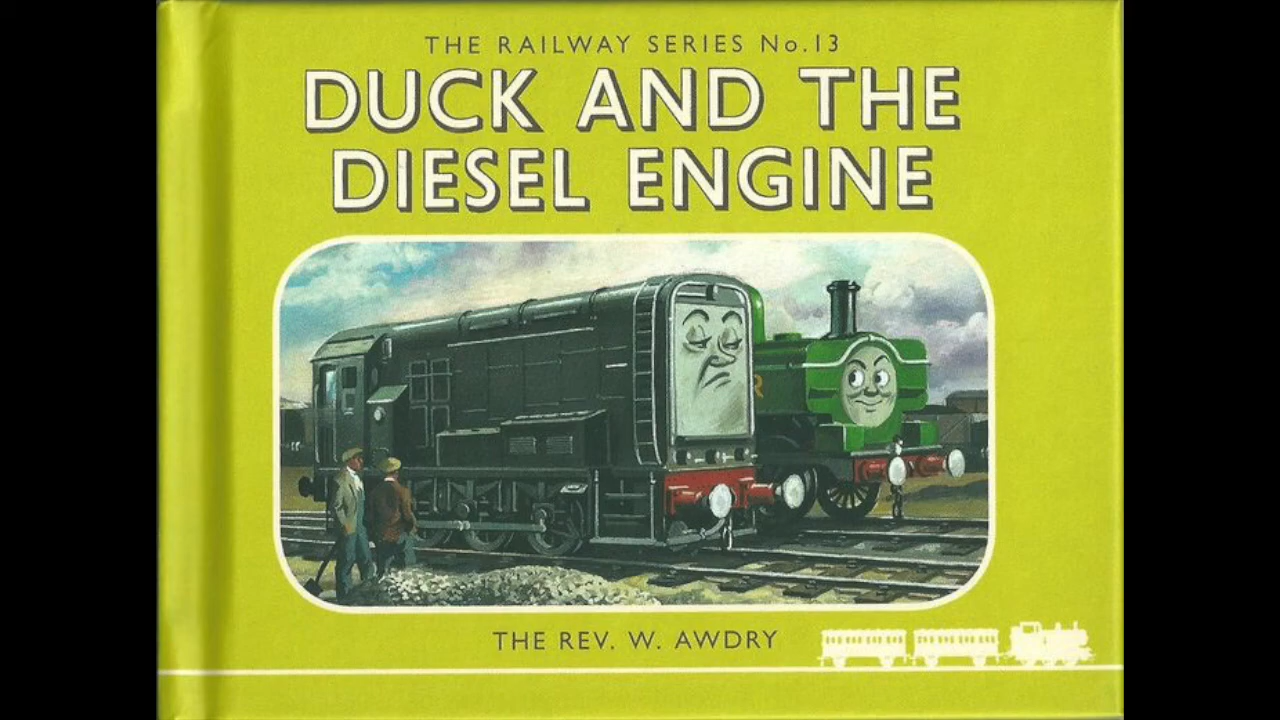 THE RAILWAY SERIES No.13
DUCK AND THE
DIESEL ENGINE
R
THE REV. W. AWDRY